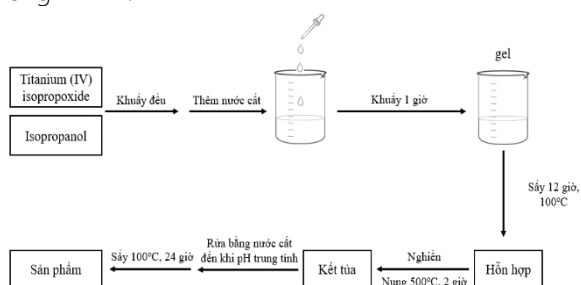 gel
Titanium (IV)
isopropoxide
Isopropanol
Khuấy đều
Thêm nước cất
Khuấy 1 giờ
Sấy 12 giờ,
100°C
Hỗn hợp
Nghiền
Nung 500°C, 2 giờ
Kết tủa
Rửa bằng nước cất
đến khi pH trung tính
Sấy 100°C, 24 giờ
Sản phẩm